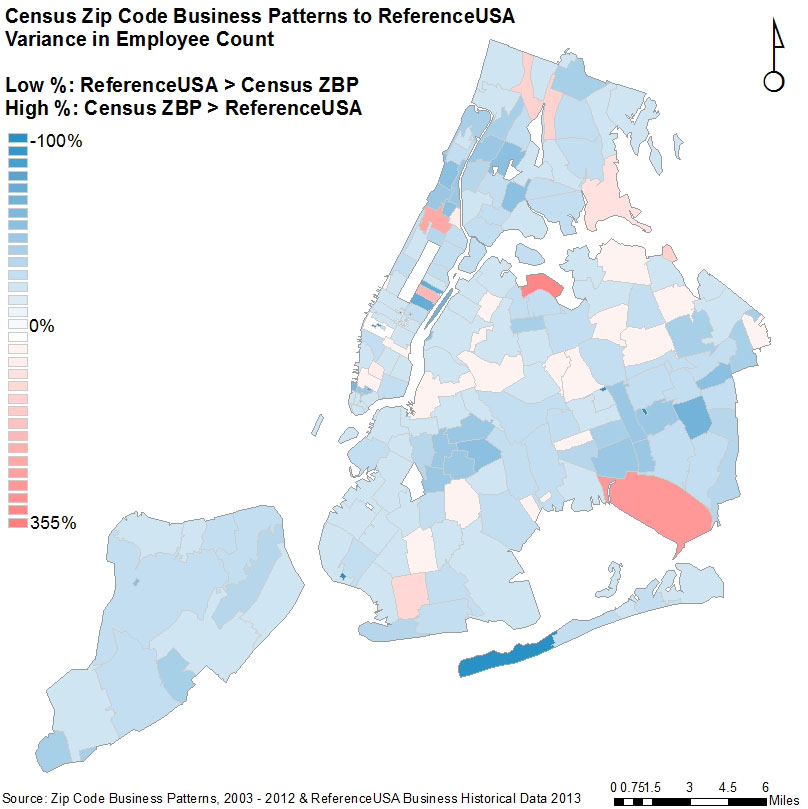 Census Zip Code Business Patterns to ReferenceUSA
Variance in Employee Count
Low %: ReferenceUSA > Census ZBP
High %: Census ZBP > ReferenceUSA
-100%
0%
355%
Source: Zip Code Business Patterns, 2003 - 2012 & ReferenceUSA Business Historical Data 2013
0 0.75 1.5 3 4.5 6
Miles